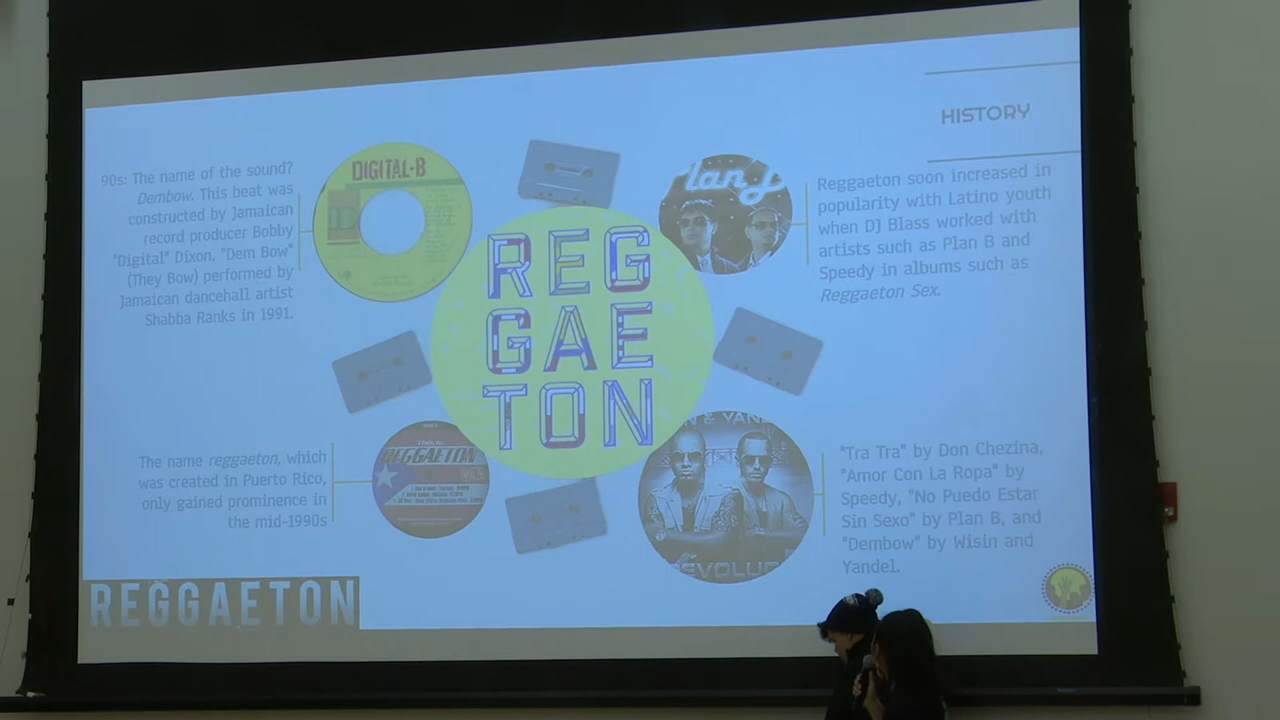 HISTORY
90s: The name of the sound?
Dembow. This beat was
constructed by Jamaican
record producer Bobby
"Digital" Dixon, "Dem Bow"
(They Bow) performed by
Jamaican dancehall artist
Shabba Ranks in 1991.
DIGITAL-B
lan
Reggaeton soon increased in
popularity with Latino youth
when DJ Blass worked with
artists such as Plan B and
Speedy in albums such as
Reggaeton Sex.
REG
GAE
TON
The name reggaeton, which
was created in Puerto Rico,
only gained prominence in
the mid-1990s
REGGAETON
N & YAN
EVOLUC
"Tra Tra" by Don Chezina,
"Amor Con La Ropa" by
Speedy, "No Puedo Estar
Sin Sexo" by Plan B, and
"Dembow" by Wisin and
Yandel.
REGGAETON